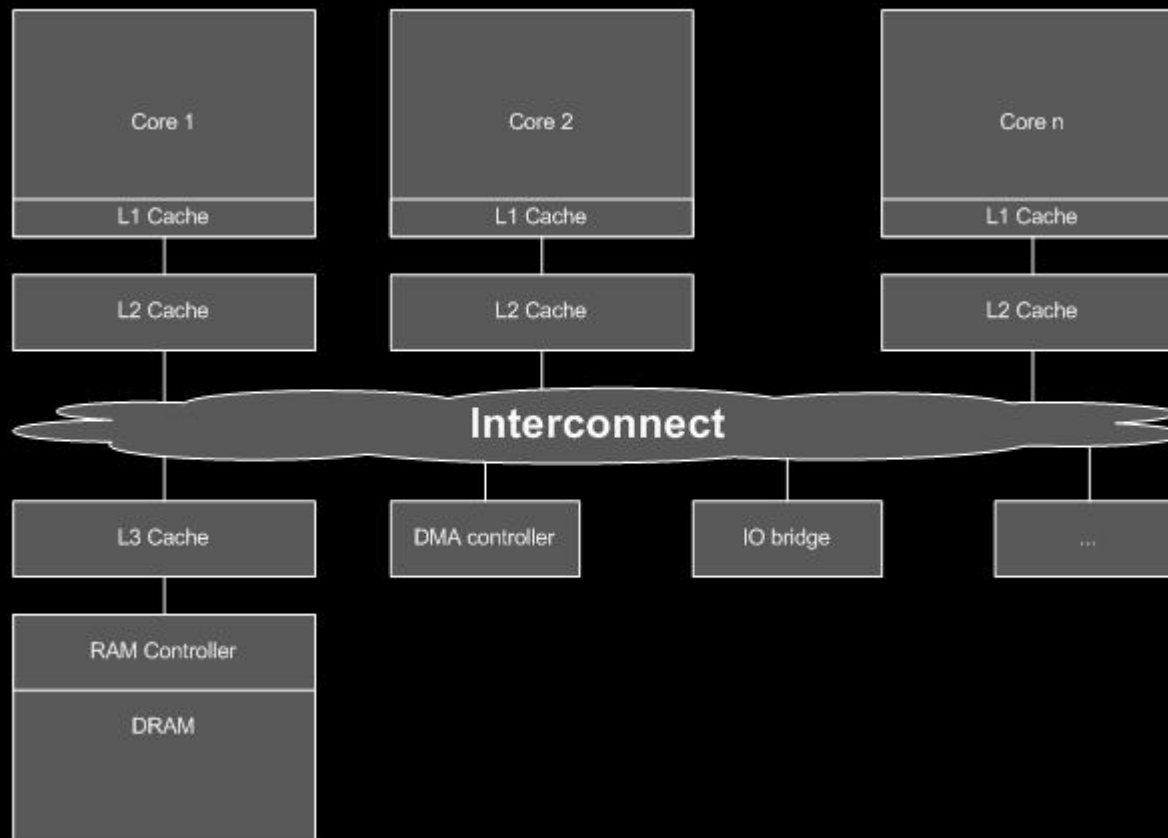 Core 1
Core 2
Core n
L1 Cache
L1 Cache
L1 Cache
L2 Cache
L2 Cache
L2 Cache
Interconnect
L3 Cache
DMA controller
IO bridge
...
RAM Controller
DRAM